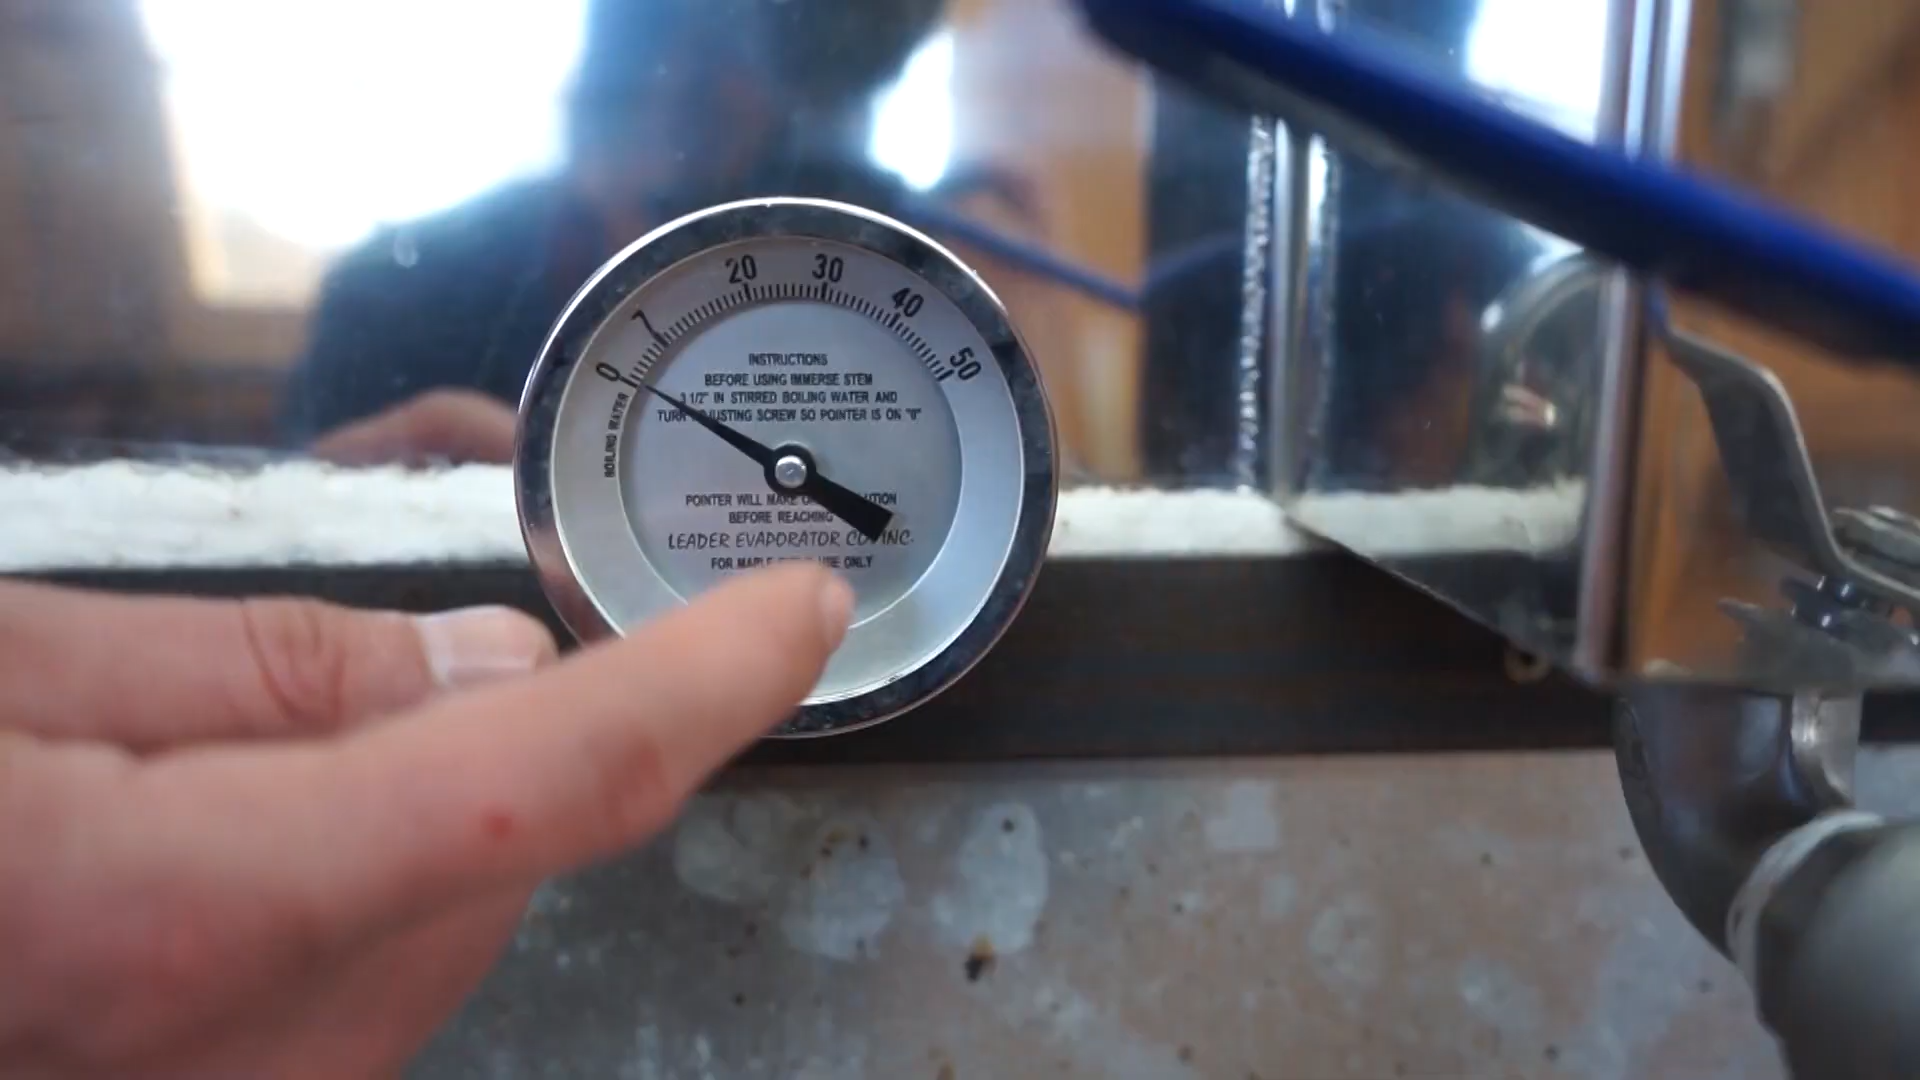 0 7 20 30 40 50
BOILING WATER
INSTRUCTIONS
BEFORE USING IMMERSE STEM
3 1/2" IN STIRRED BOILING WATER AND
TURN ADJUSTING SCREW SO POINTER IS ON "0"
POINTER WILL MAKE
BEFORE REACHING
LEADER EVAPORATOR CO. INC.
FOR MAPLE USE ONLY